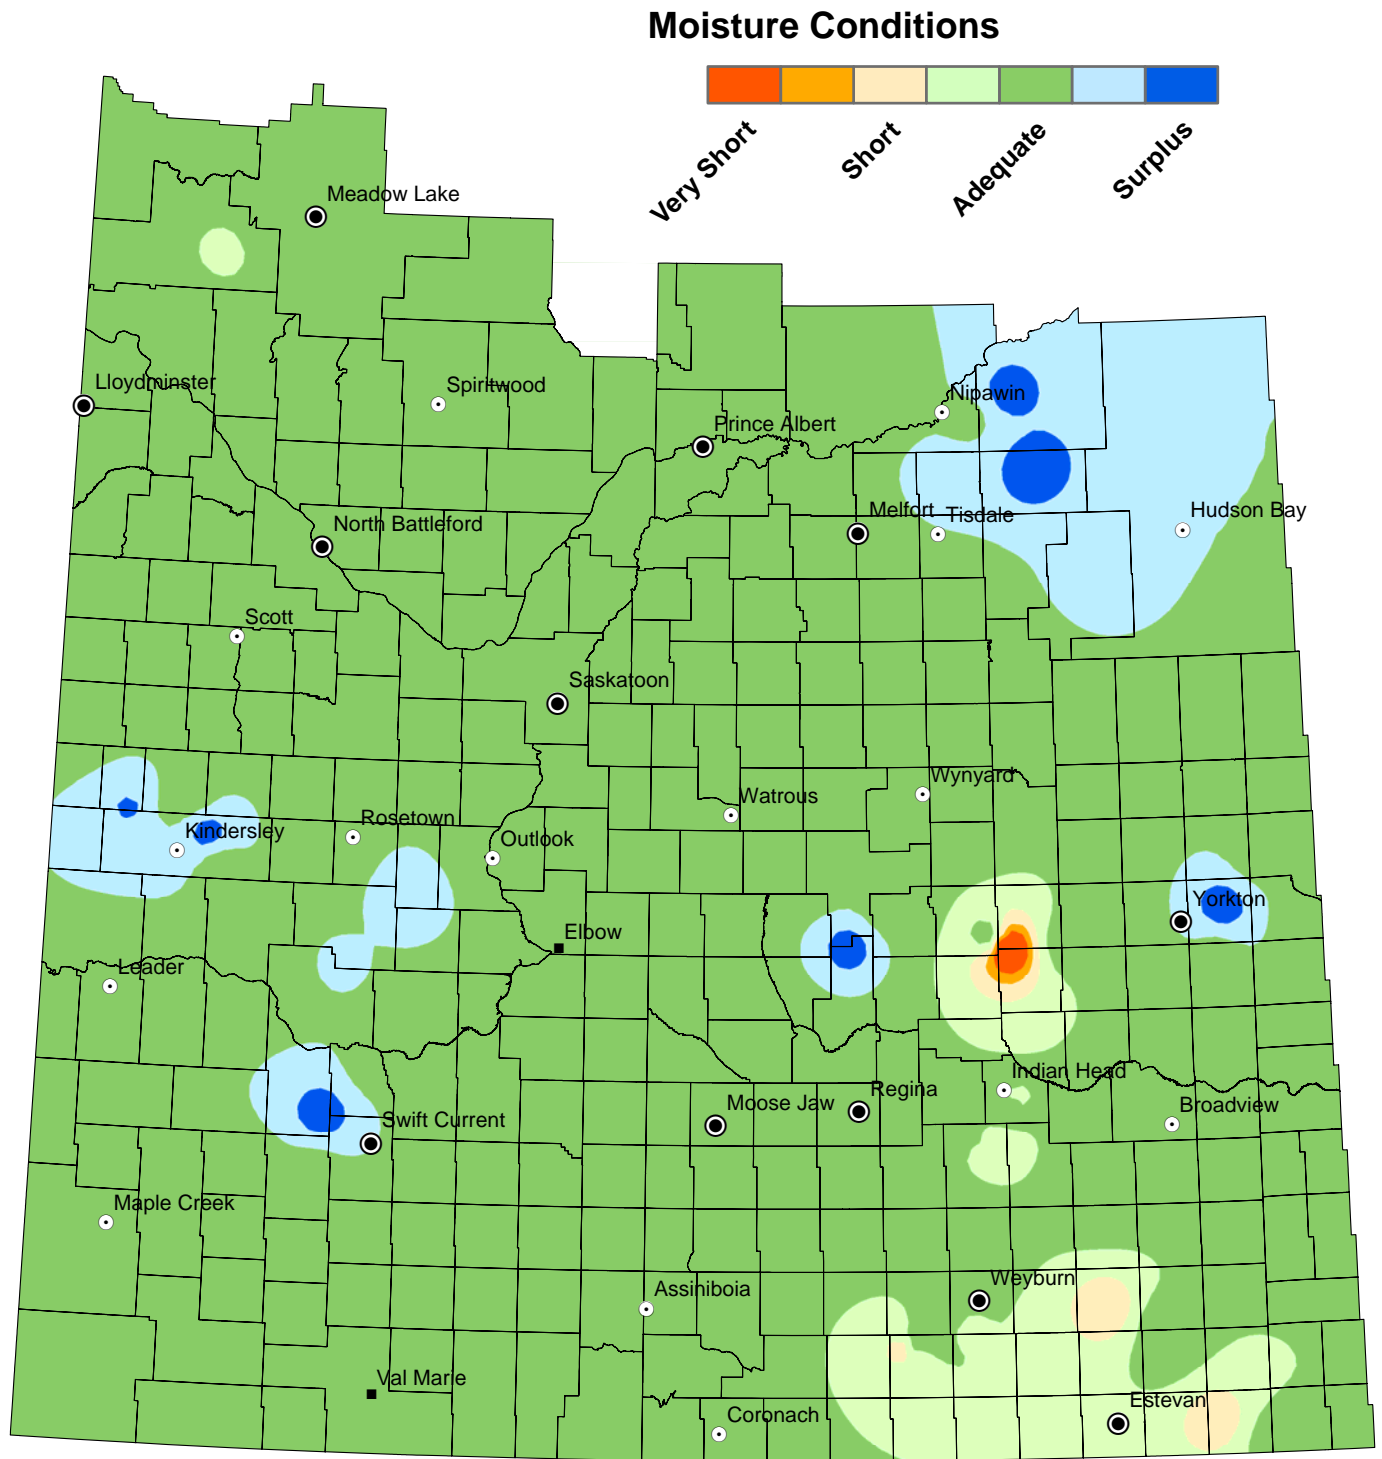 Moisture Conditions
Very Short
Short
Adequate
Surplus
Meadow Lake
Lloydminster
Spiritwood
Nipawin
Prince Albert
North Battleford
Melfort
Tisdale
Hudson Bay
Scott
Saskatoon
Wynyard
Watrous
Kindersley
Rosetown
Outlook
Yorkton
Elbow
Leader
Indian Head
Regina
Moose Jaw
Broadview
Swift Current
Maple Creek
Weyburn
Assiniboia
Val Marie
Estevan
Coronach